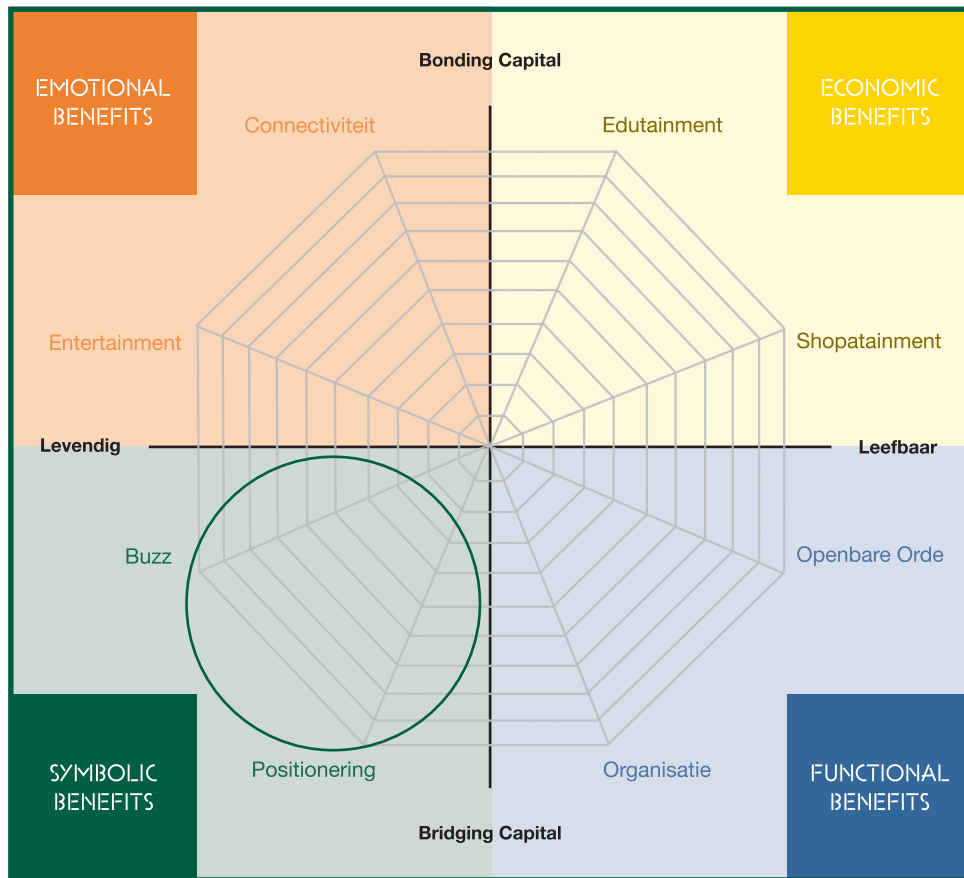 EMOTIONAL
BENEFITS
Bonding Capital
ECONOMIC
BENEFITS
Connectiviteit
Edutainment
Entertainment
Shopatainment
Levendig
Leefbaar
Buzz
Openbare Orde
SYMBOLIC
BENEFITS
Positionering
Organisatie
FUNCTIONAL
BENEFITS
Bridging Capital